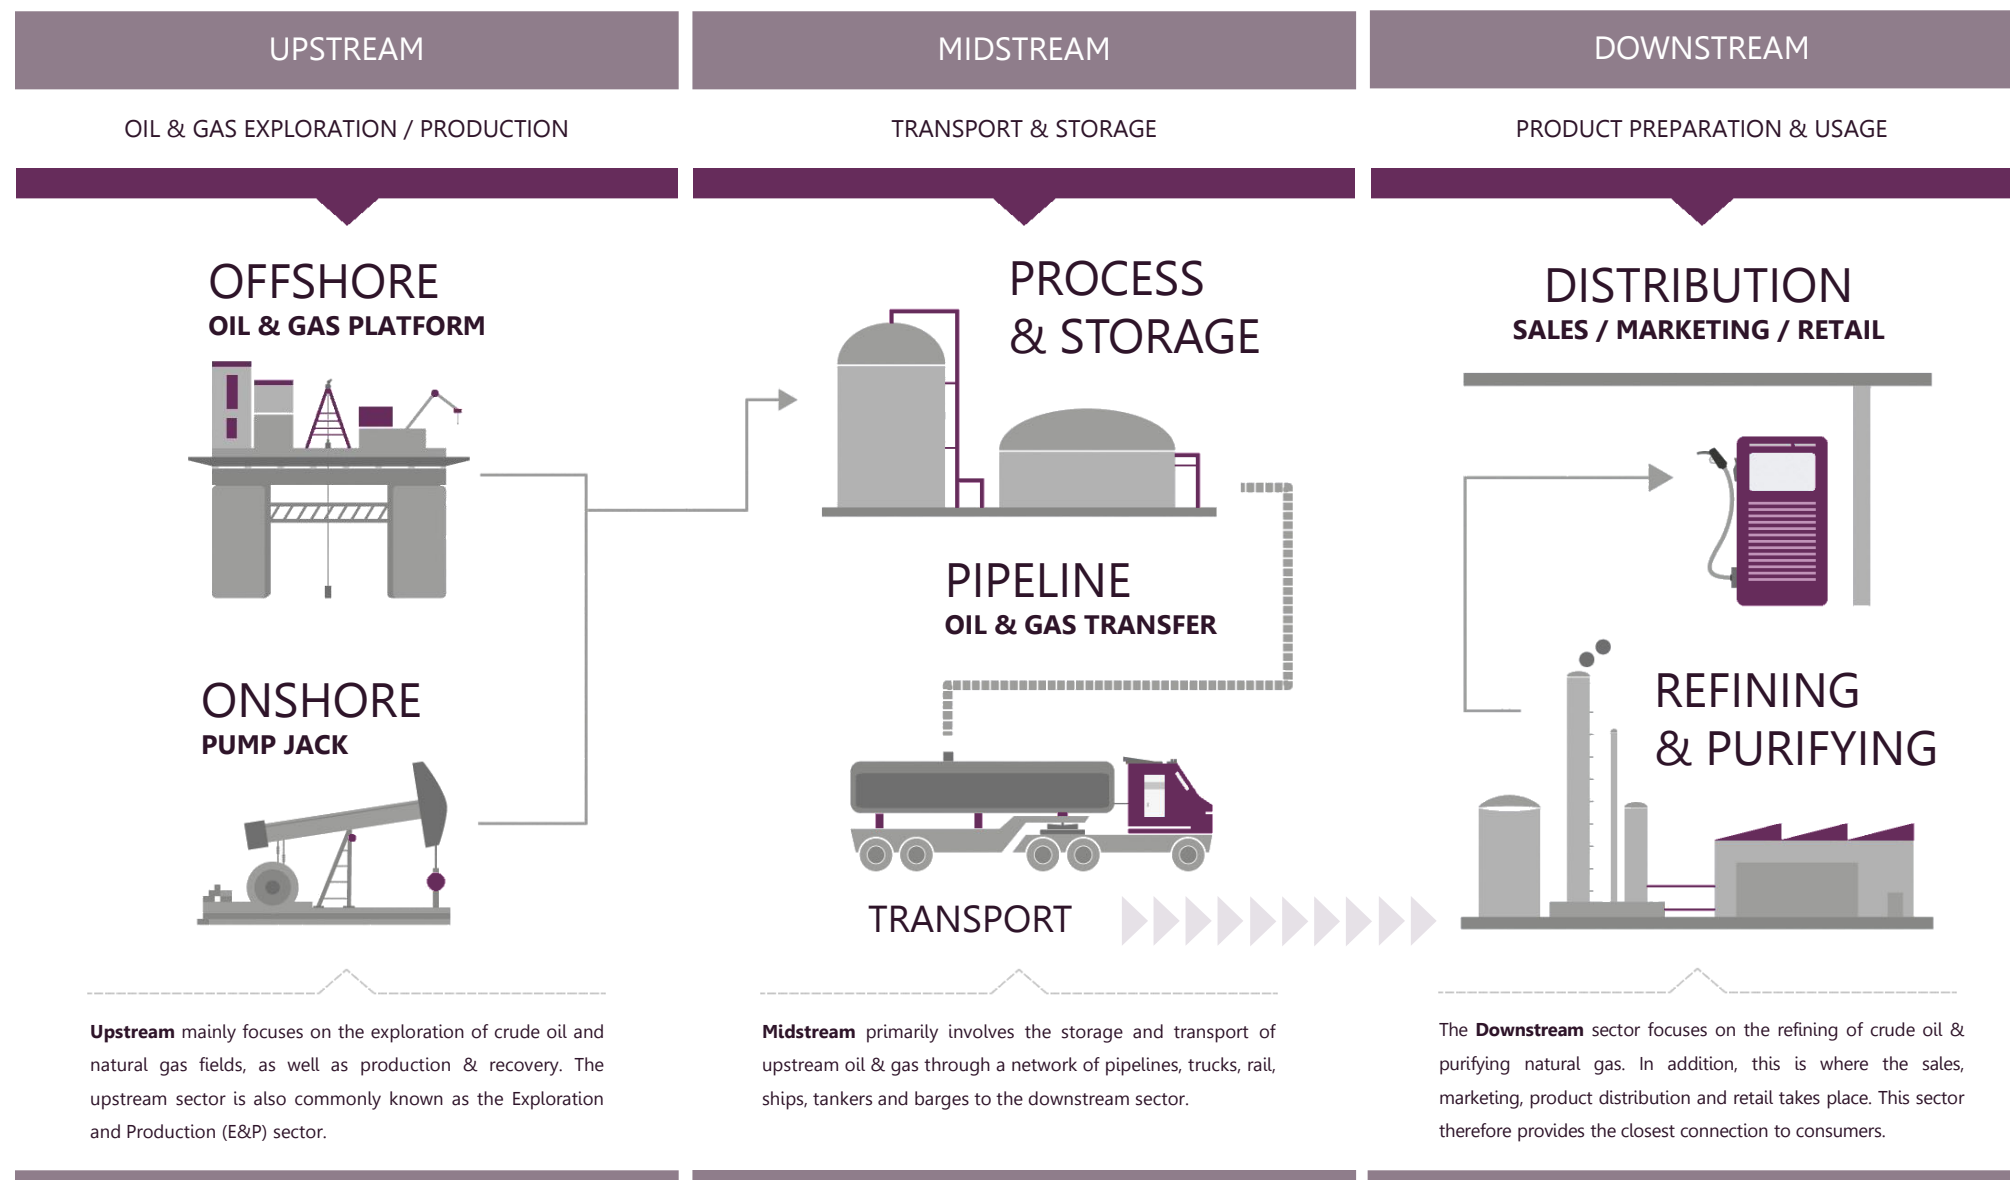 UPSTREAM
OIL & GAS EXPLORATION / PRODUCTION
OFFSHORE
OIL & GAS PLATFORM
ONSHORE
PUMP JACK
Upstream mainly focuses on the exploration of crude oil and
natural gas fields, as well as production & recovery. The
upstream sector is also commonly known as the Exploration
and Production (E&P) sector.
MIDSTREAM
TRANSPORT & STORAGE
PROCESS
& STORAGE
PIPELINE
OIL & GAS TRANSFER
TRANSPORT
Midstream primarily involves the storage and transport of
upstream oil & gas through a network of pipelines, trucks, rail,
ships, tankers and barges to the downstream sector.
DOWNSTREAM
PRODUCT PREPARATION & USAGE
DISTRIBUTION
SALES / MARKETING / RETAIL
REFINING
& PURIFYING
The Downstream sector focuses on the refining of crude oil &
purifying natural gas. In addition, this is where the sales,
marketing, product distribution and retail takes place. This sector
therefore provides the closest connection to consumers.